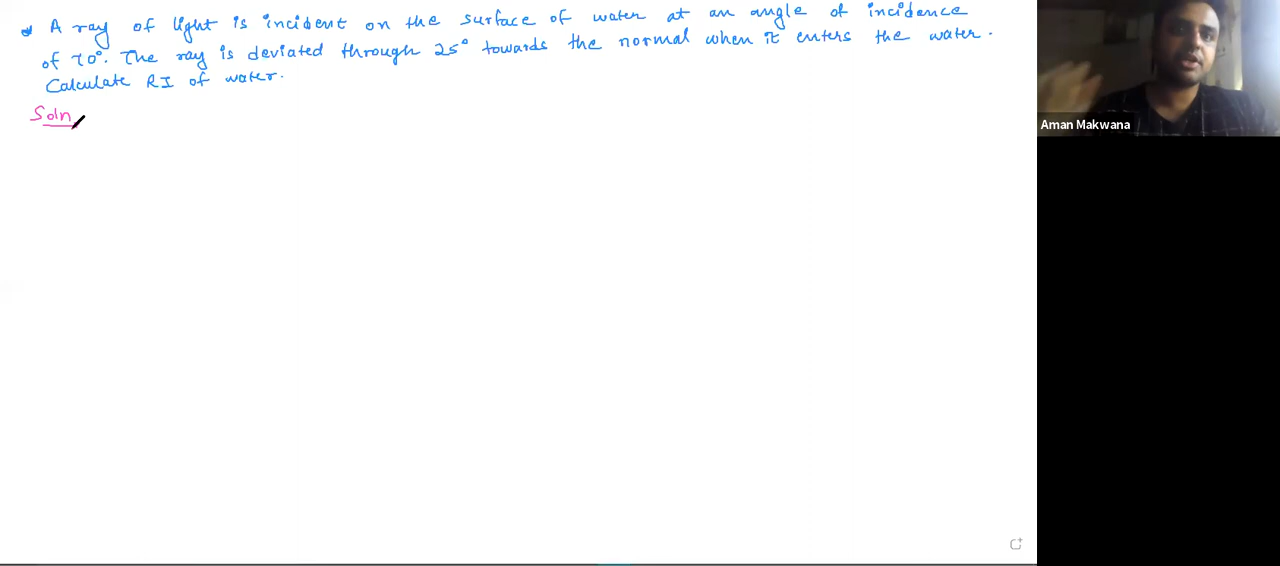 A ray of light is incident on the surface of water at an angle of incidence
of 70°. The ray is deviated through 25° towards the normal when it enters the water.
Calculate RI of water.
Soln
Aman Makwana